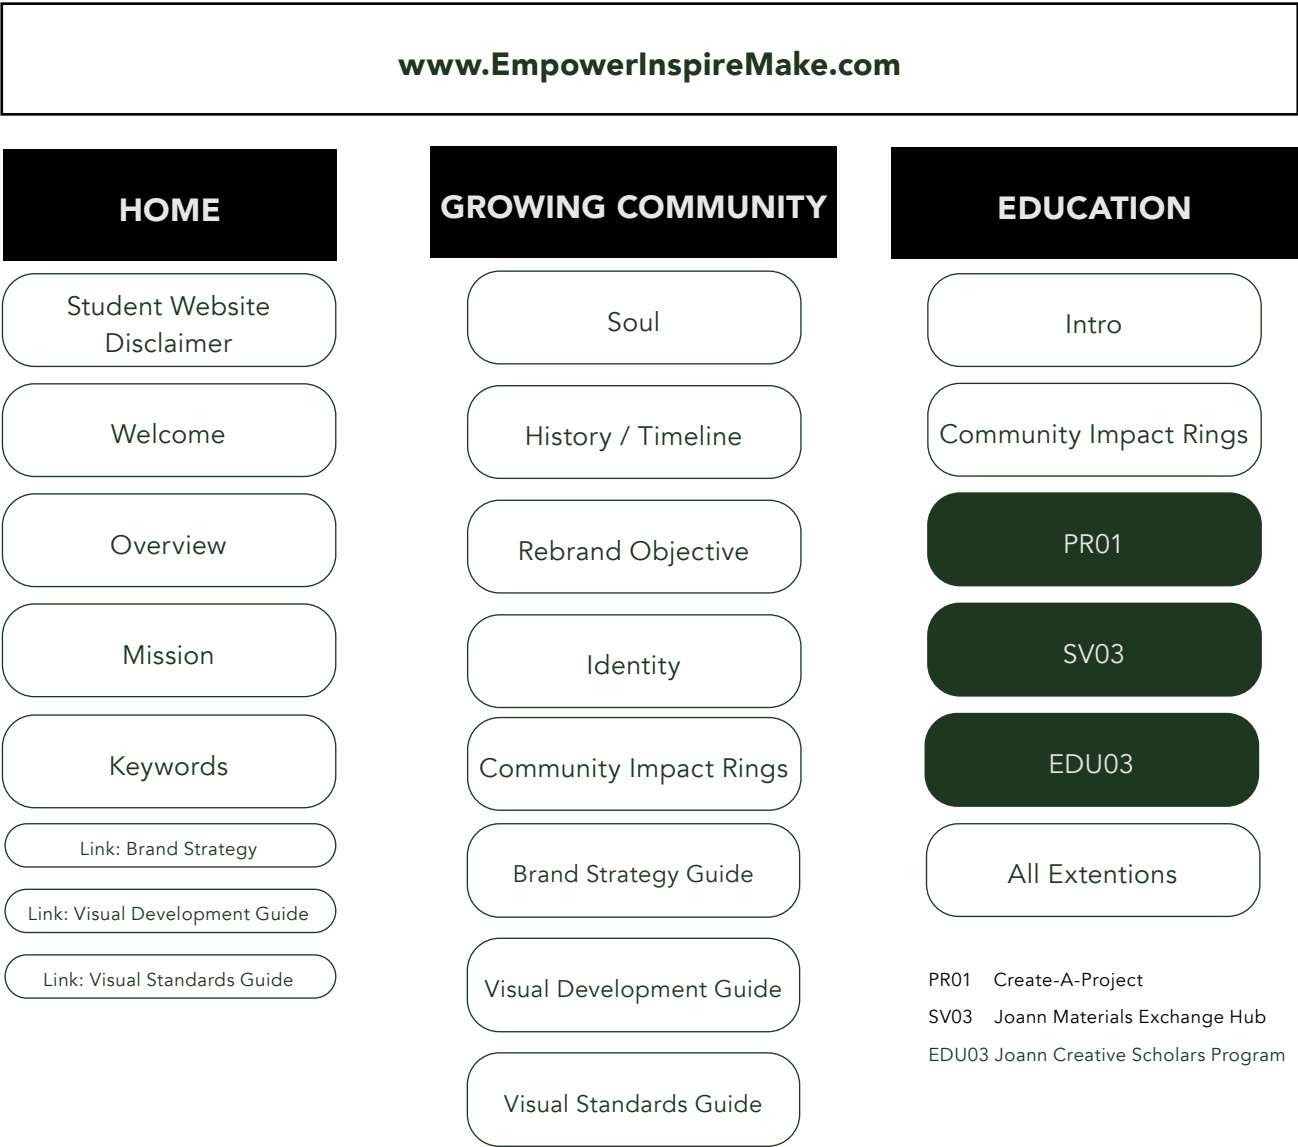 www.EmpowerInspireMake.com
HOME
Student Website
Disclaimer
Welcome
Overview
Mission
Keywords
Link: Brand Strategy
Link: Visual Development Guide
Link: Visual Standards Guide
GROWING COMMUNITY
Soul
History / Timeline
Rebrand Objective
Identity
Community Impact Rings
Brand Strategy Guide
Visual Development Guide
Visual Standards Guide
EDUCATION
Intro
Community Impact Rings
PR01
SV03
EDU03
All Extentions
PR01 Create-A-Project
SV03 Joann Materials Exchange Hub
EDU03 Joann Creative Scholars Program